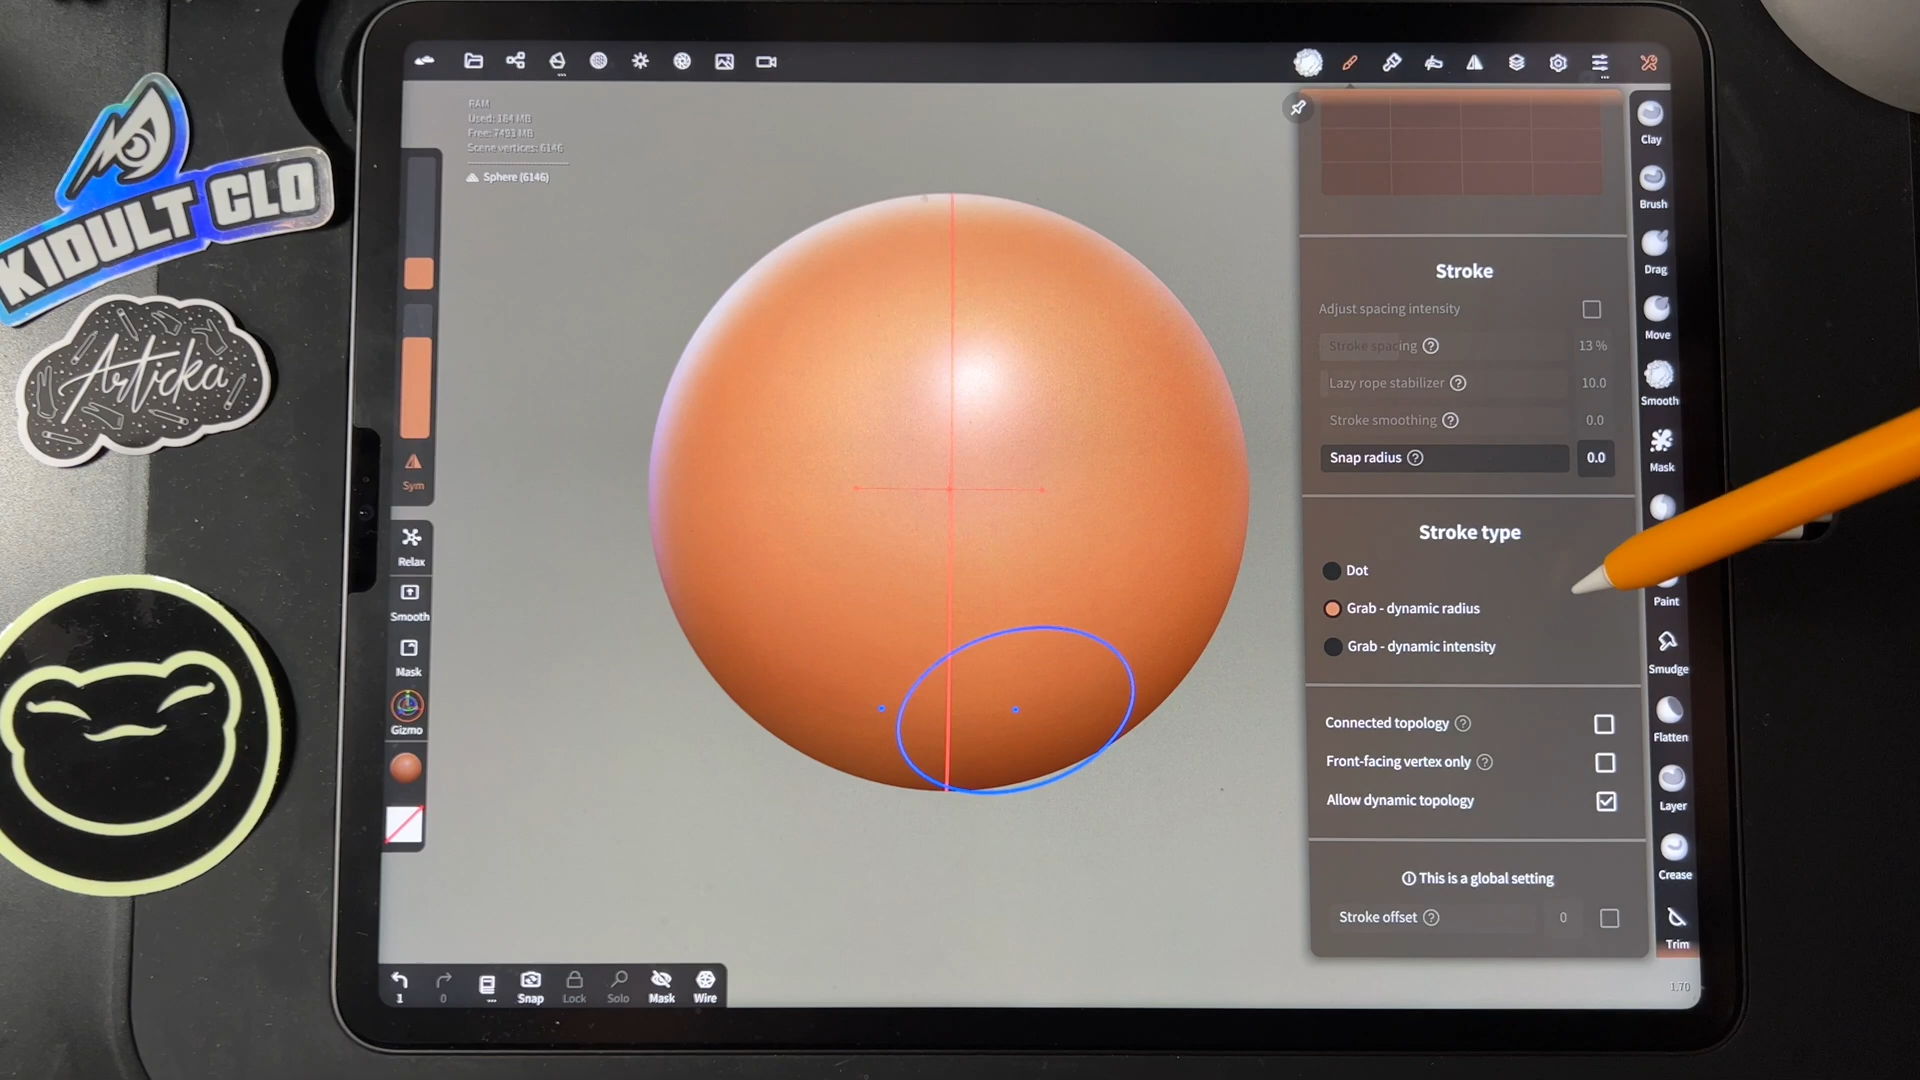 KIDULT CLO
Articka
RAM
Used: 184 MB
Free: 7493 MB
Scene vertices: 6146
Sphere (6146)
Sym
Relax
Smooth
Mask
Gizmo
1
0
...
Snap
Lock
Solo
Mask
Wire
Stroke
Adjust spacing intensity
Stroke spacing ? 13 %
Lazy rope stabilizer ? 10.0
Stroke smoothing ? 0.0
Snap radius ? 0.0
Stroke type
Dot
Grab - dynamic radius
Grab - dynamic intensity
Connected topology ?
Front-facing vertex only ?
Allow dynamic topology
This is a global setting
Stroke offset ? 0
Clay
Brush
Drag
Move
Smooth
Mask
Paint
Smudge
Flatten
Layer
Crease
Trim
1.70